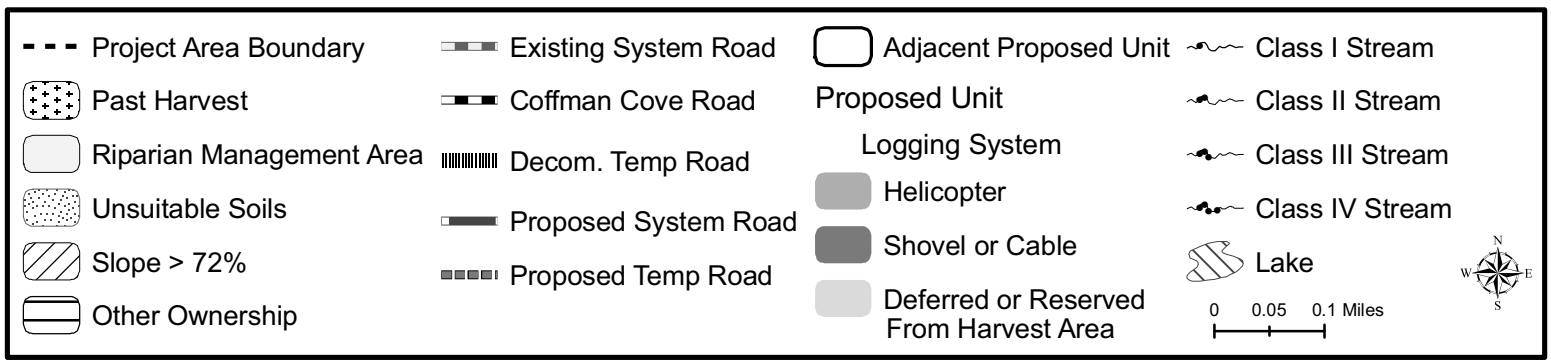 Project Area Boundary
Past Harvest
Riparian Management Area
Unsuitable Soils
Slope > 72%
Other Ownership
Existing System Road
Coffman Cove Road
Decom. Temp Road
Proposed System Road
Proposed Temp Road
Adjacent Proposed Unit
Proposed Unit
Logging System
Helicopter
Shovel or Cable
Deferred or Reserved
From Harvest Area
Class I Stream
Class II Stream
Class III Stream
Class IV Stream
Lake
0 0.05 0.1 Miles
N
W E
S